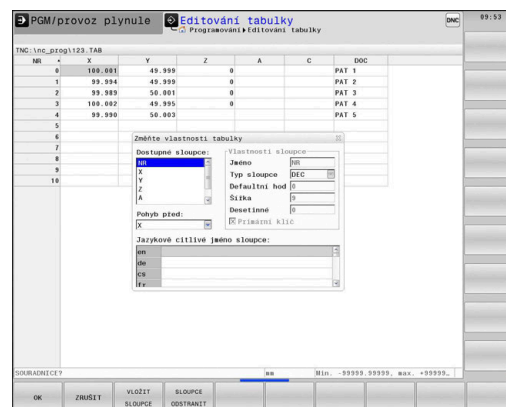 PGM/provoz plynule
Editování tabulky
Programování▸Editování tabulky
DNC
09:53
TNC:\nc_prog\123.TAB
NR X Y Z A C DOC
0 100.001 49.999 0 PAT 1
1 99.994 49.999 0 PAT 2
2 99.989 50.001 0 PAT 3
3 100.002 49.995 0 PAT 4
4 99.990 50.003 PAT 5
5
6
7
8
9
10
Změňte vlastnosti tabulky
Dostupné sloupce:
NR
X
Y
Z
A
Pohyb před:
X
Vlastnosti sloupce
Jméno NR
Typ sloupce DEC
Defaultní hod 0
Šířka 9
Desetinné 0
Primární klíč
Jazykově citlivé jméno sloupce:
en
de
cs
fr
SOURADNICE?
mm
Min. -99999.99999, max. +99999…
OK
ZRUŠIT
VLOŽIT SLOUPCE
SLOUPCE ODSTRANIT